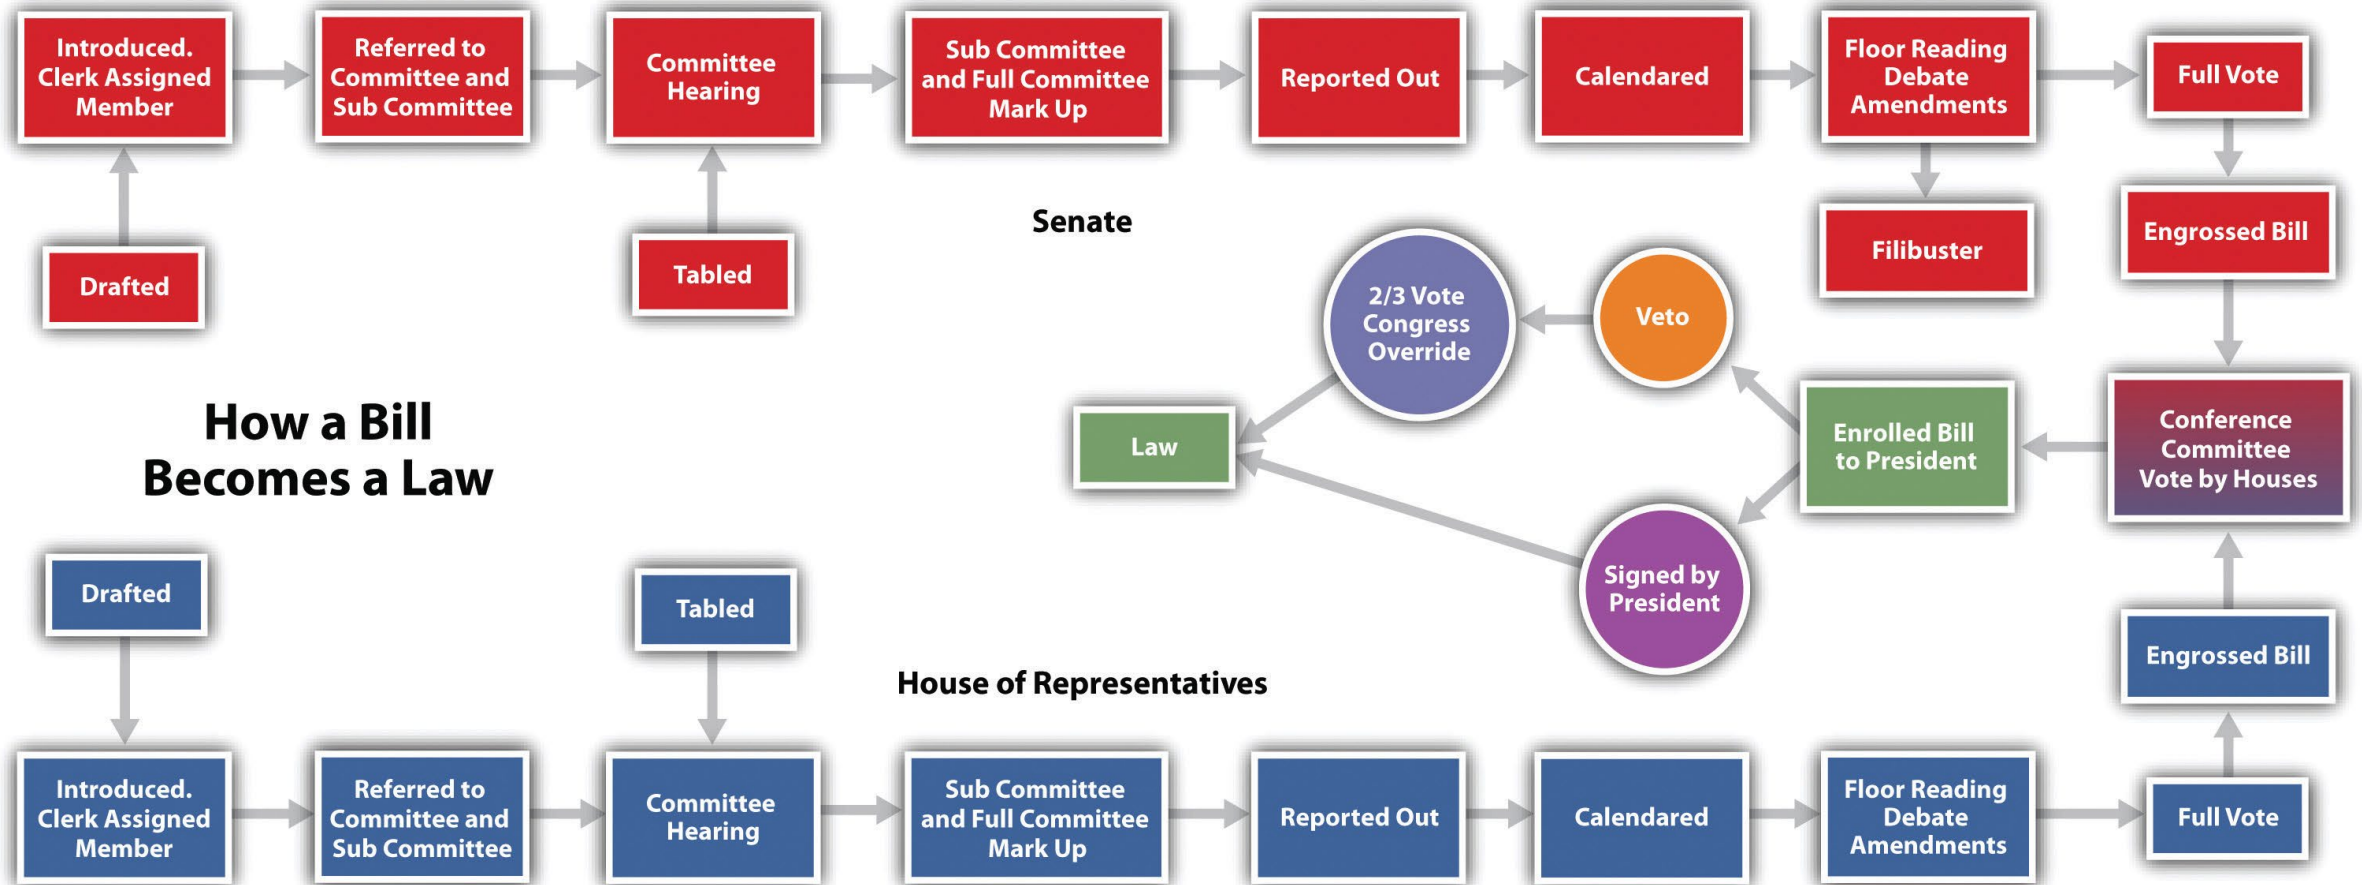 Introduced.
Clerk Assigned
Member
Referred to
Committee and
Sub Committee
Committee
Hearing
Sub Committee
and Full Committee
Mark Up
Reported Out
Calendared
Floor Reading
Debate
Amendments
Full Vote
Drafted
Tabled
Senate
Filibuster
Engrossed Bill
2/3 Vote
Congress
Override
Veto
How a Bill
Becomes a Law
Law
Enrolled Bill
to President
Conference
Committee
Vote by Houses
Signed by
President
Drafted
Tabled
House of Representatives
Engrossed Bill
Introduced.
Clerk Assigned
Member
Referred to
Committee and
Sub Committee
Committee
Hearing
Sub Committee
and Full Committee
Mark Up
Reported Out
Calendared
Floor Reading
Debate
Amendments
Full Vote